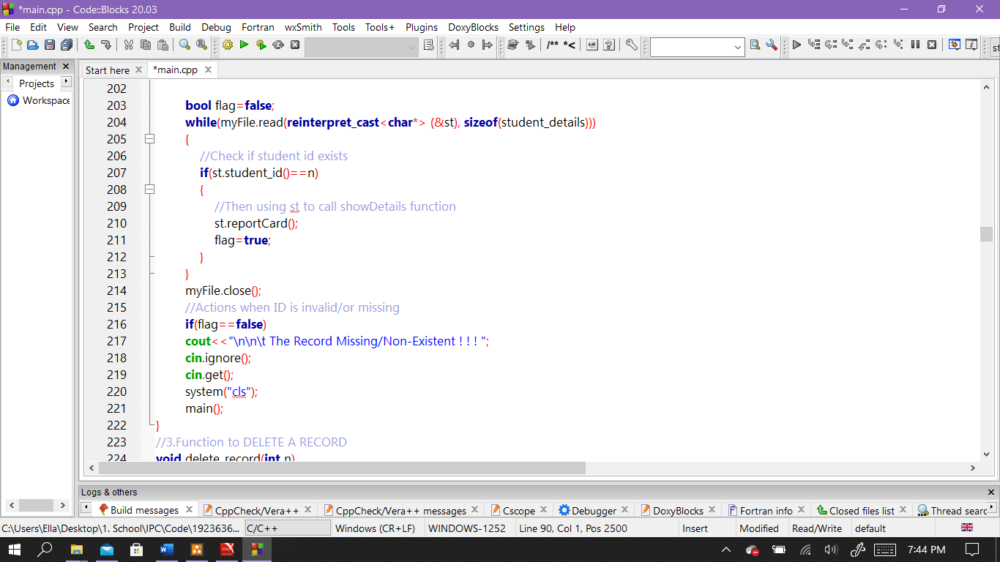 *main.cpp - Code::Blocks 20.03
File Edit View Search Project Build Debug Fortran wxSmith Tools Tools+ Plugins DoxyBlocks Settings Help
/** *<
Management
Start here *main.cpp
Projects
Workspace
202
203 bool flag=false;
204 while(myFile.read(reinterpret_cast<char*> (&st), sizeof(student_details)))
205 {
206 //Check if student id exists
207 if(st.student_id()==n)
208 {
209 //Then using st to call showDetails function
210 st.reportCard();
211 flag=true;
212 }
213 }
214 myFile.close();
215 //Actions when ID is invalid/or missing
216 if(flag==false)
217 cout<<"\n\n\t The Record Missing/Non-Existent ! ! ! ";
218 cin.ignore();
219 cin.get();
220 system("cls");
221 main();
222 }
223 //3.Function to DELETE A RECORD
224 void delete_record(int n)
Logs & others
Build messages CppCheck/Vera++ CppCheck/Vera++ messages Cscope Debugger DoxyBlocks Fortran info Closed files list Thread searc
C:\Users\Ella\Desktop\1. School\IPC\Code\1923636... C/C++ Windows (CR+LF) WINDOWS-1252 Line 90, Col 1, Pos 2500 Insert Modified Read/Write default
7:44 PM